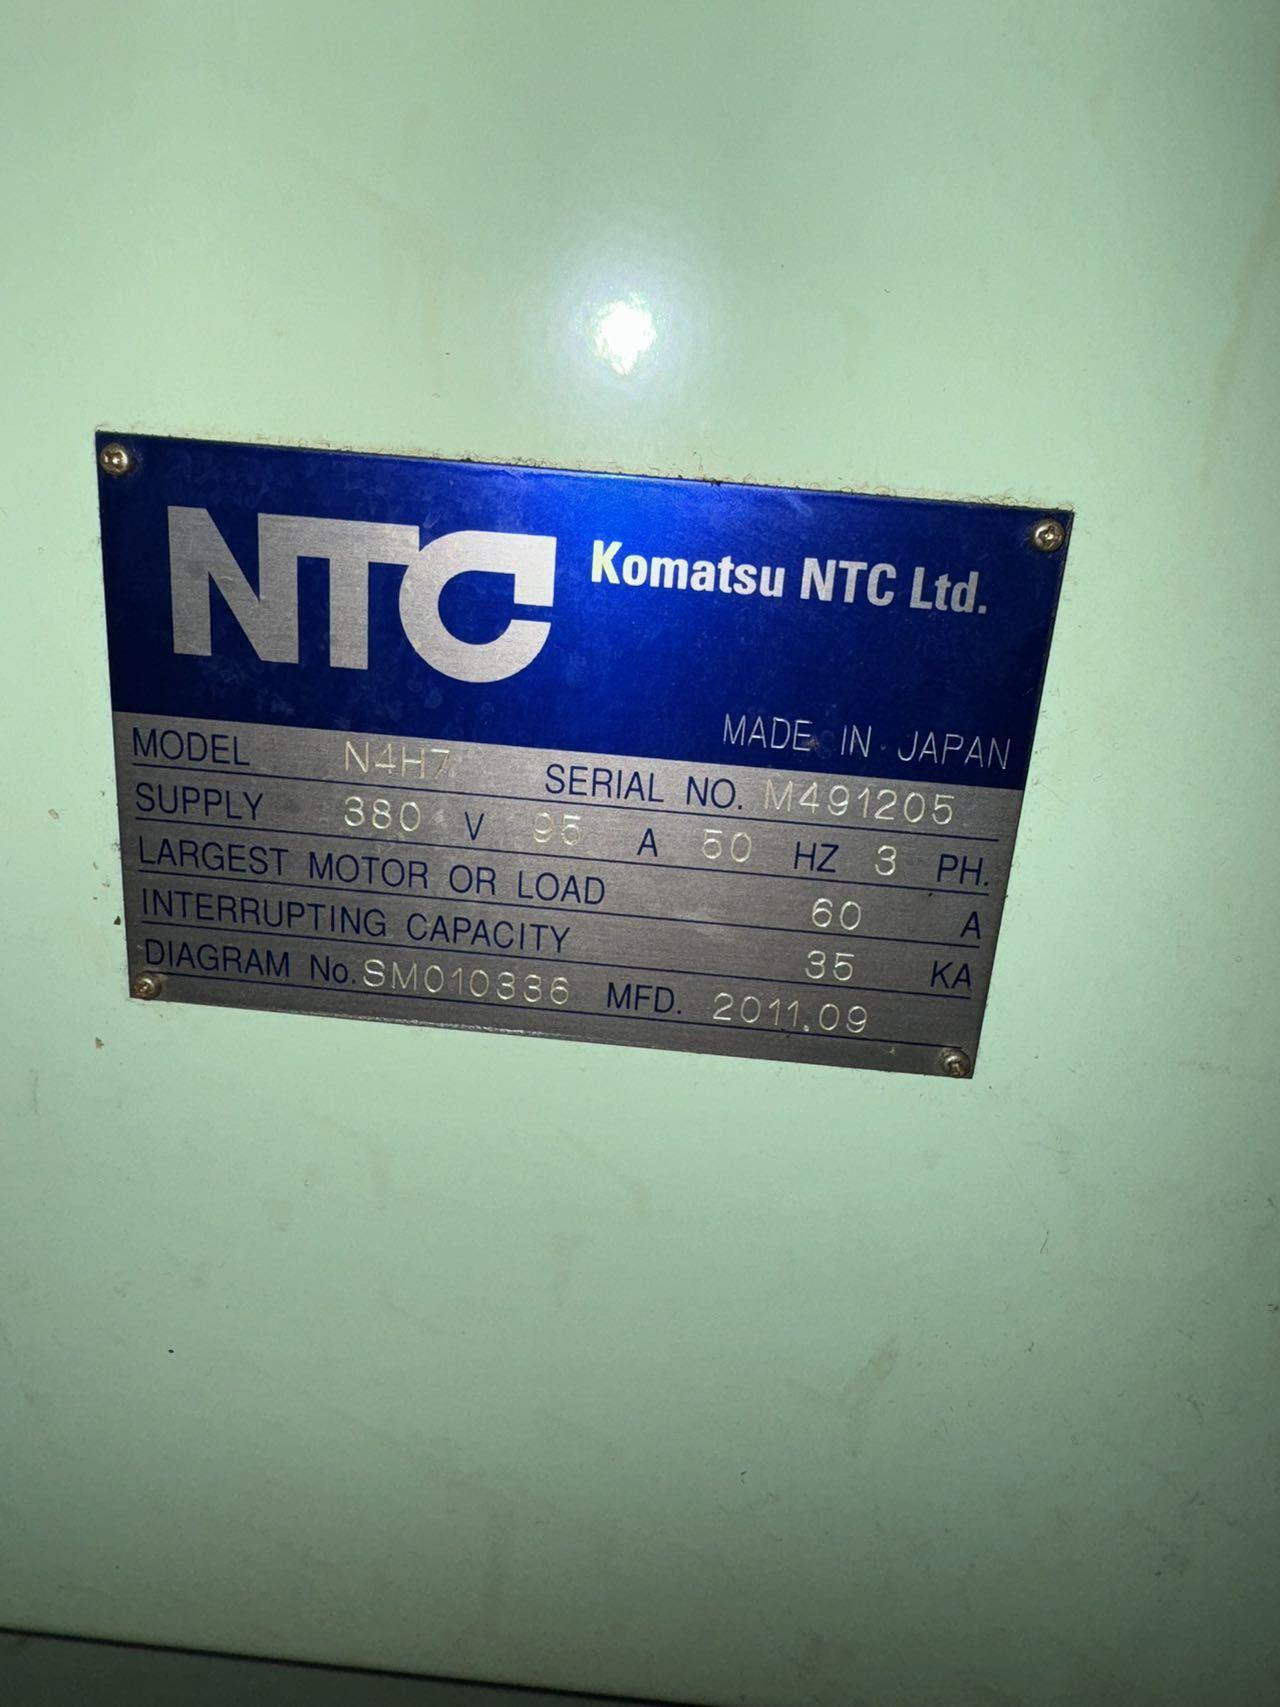 NTC Komatsu NTC Ltd.
MADE IN JAPAN
MODEL N4H7 SERIAL NO. M491205
SUPPLY 380 V 95 A 50 HZ 3 PH.
LARGEST MOTOR OR LOAD 60 A
INTERRUPTING CAPACITY 35 KA
DIAGRAM No. SM010336 MFD. 2011.09